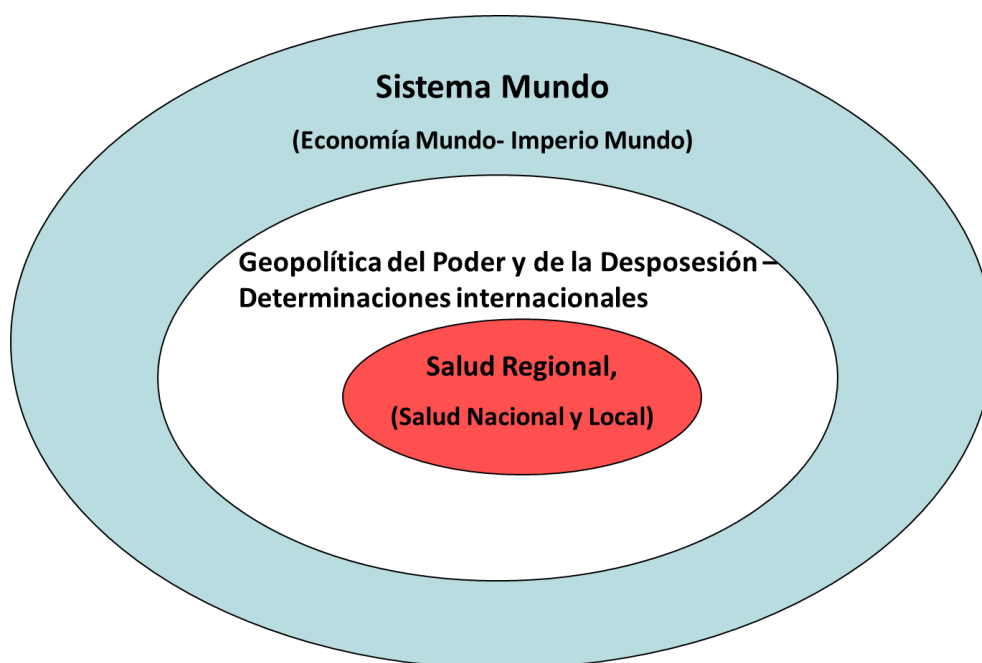 Sistema Mundo
(Economía Mundo- Imperio Mundo)
Geopolítica del Poder y de la Desposesión –
Determinaciones internacionales
Salud Regional,
(Salud Nacional y Local)